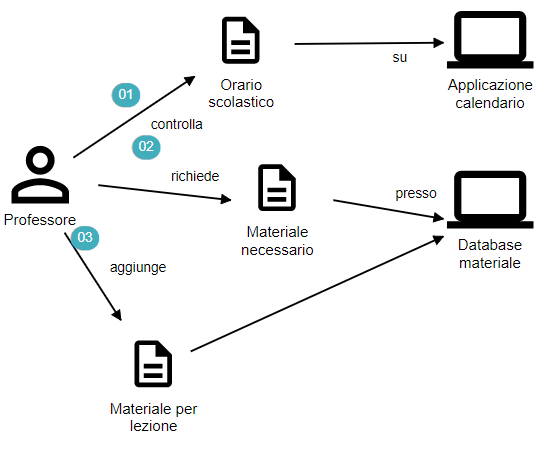 01
Orario
scolastico
su
Applicazione
calendario
controlla
02
richiede
Materiale
necessario
presso
Database
materiale
Professore
03
aggiunge
Materiale per
lezione